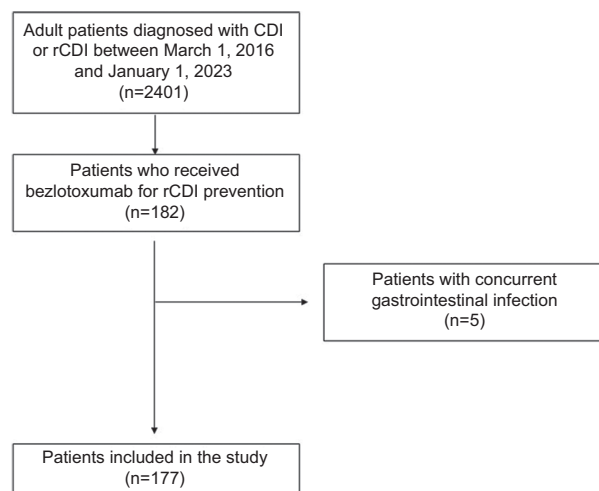 Adult patients diagnosed with CDI
or rCDI between March 1, 2016
and January 1, 2023
(n=2401)
Patients who received
bezlotoxumab for rCDI prevention
(n=182)
Patients with concurrent
gastrointestinal infection
(n=5)
Patients included in the study
(n=177)